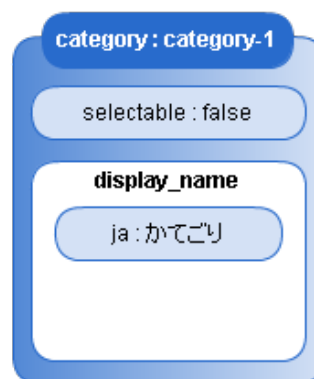 category : category-1
selectable : false
display_name
ja : かてごり